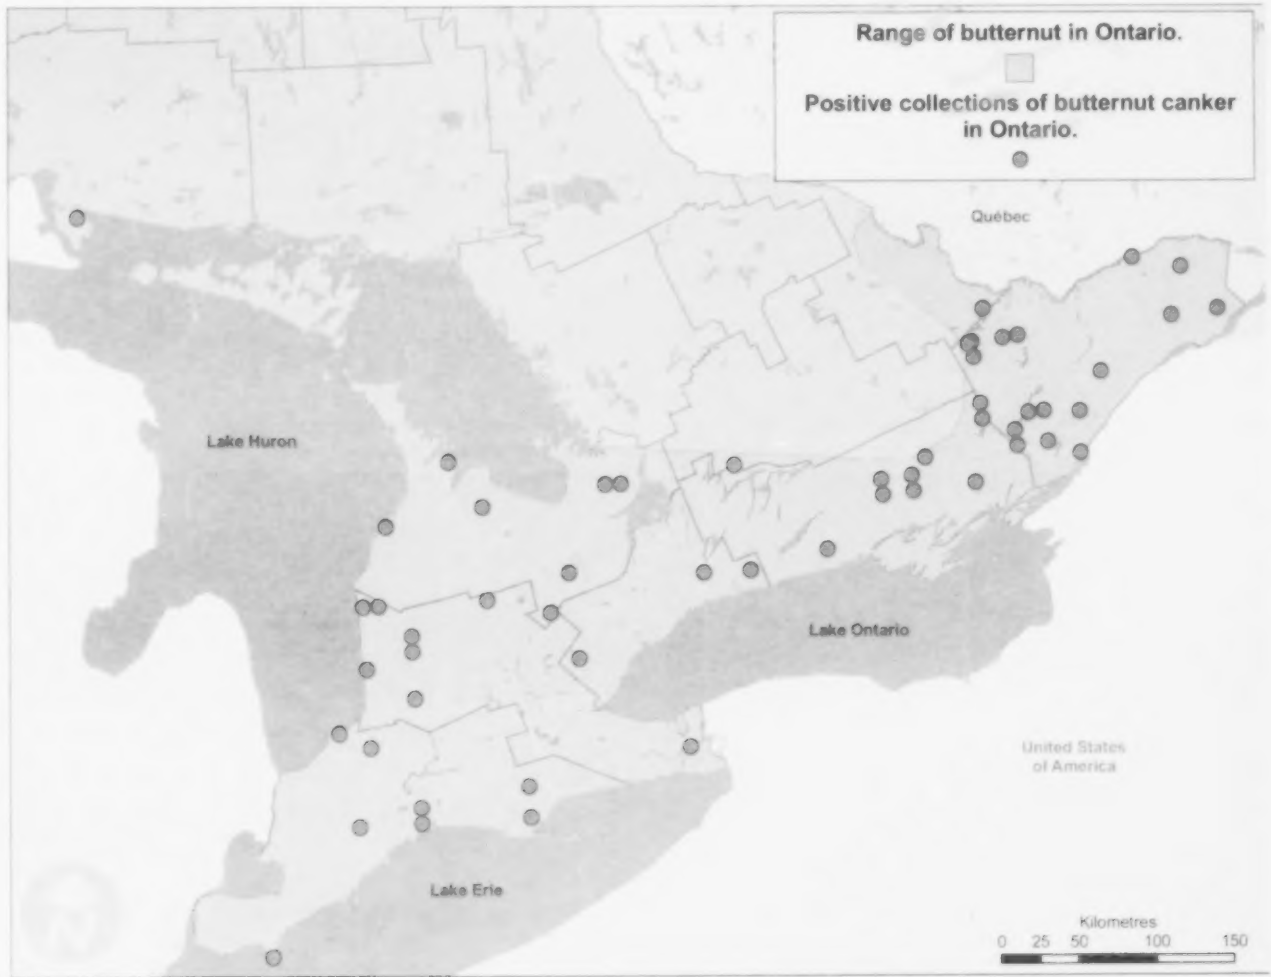 Range of butternut in Ontario.
Positive collections of butternut canker
in Ontario.
Québec
Lake Huron
Lake Ontario
United States
of America
Lake Erie
Kilometres
0 25 50 100 150